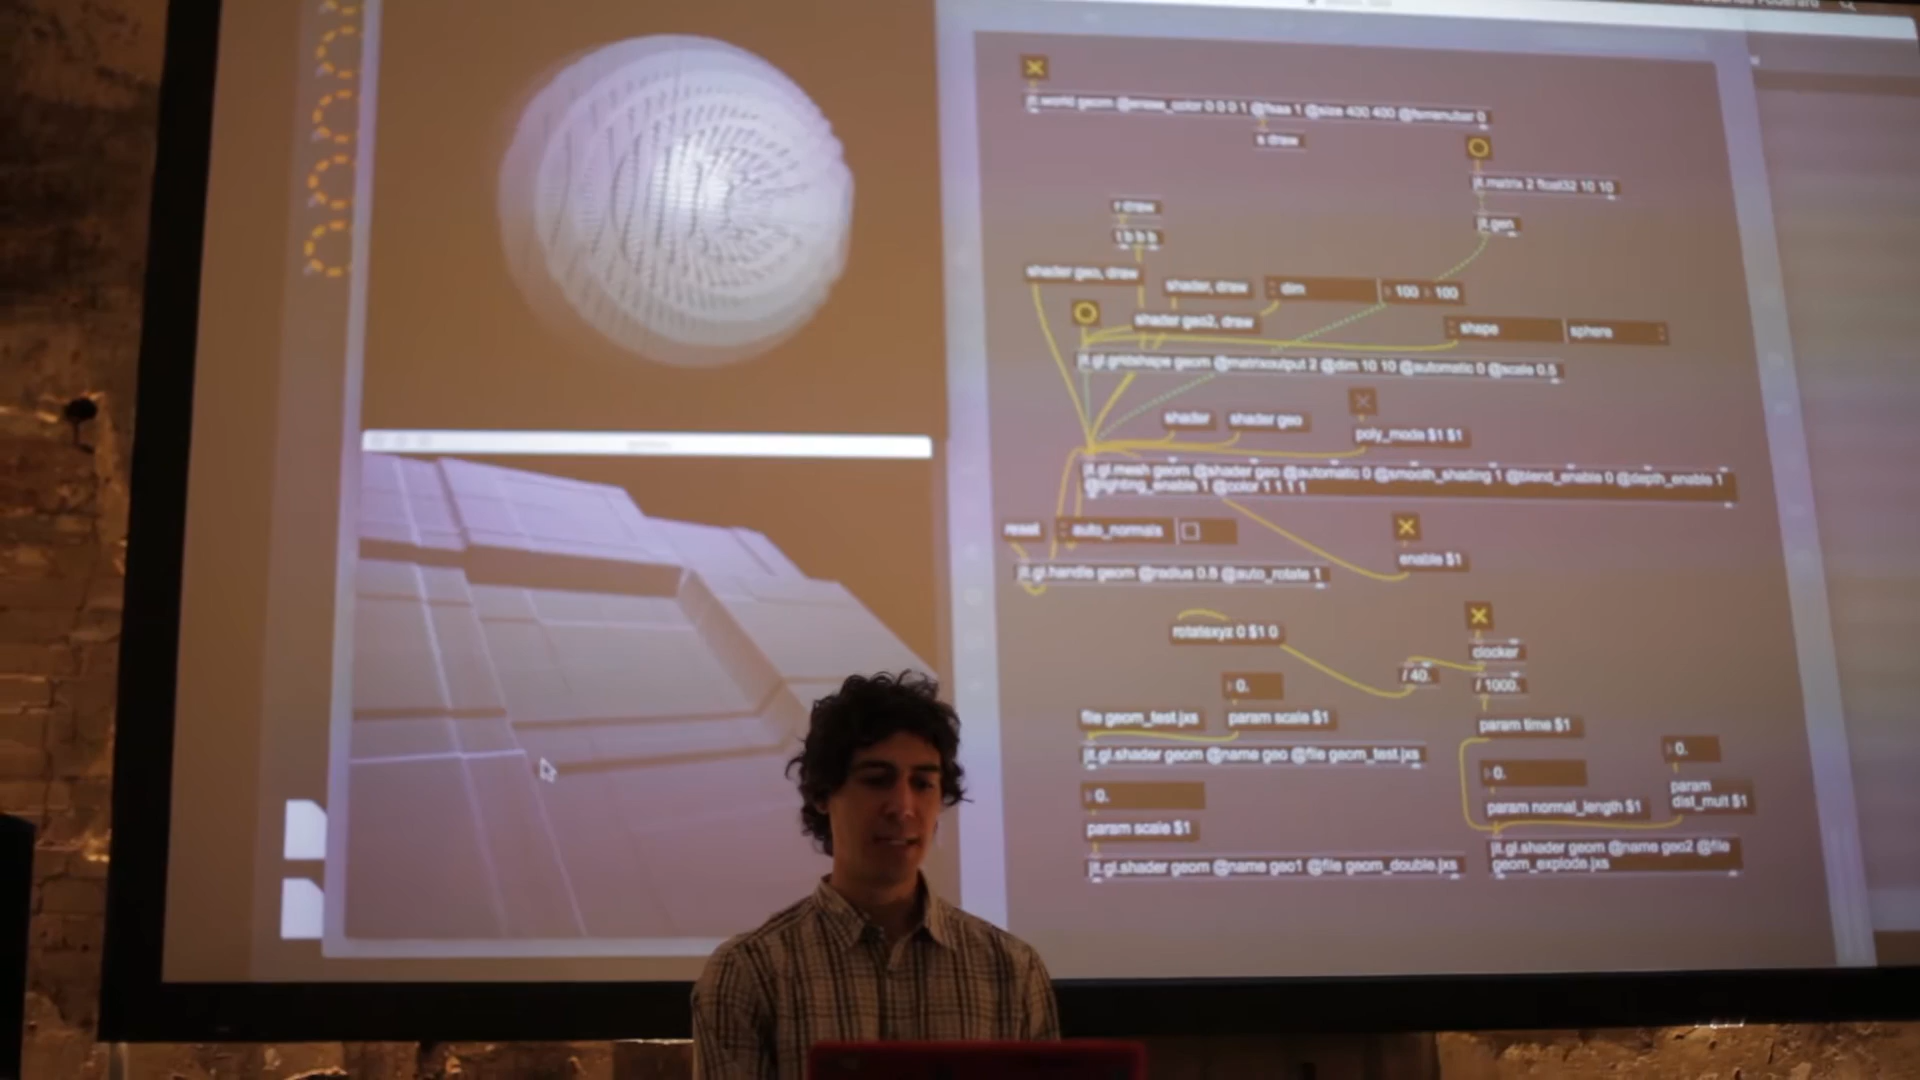 jit.world geom @erase_color 0 0 0 1 @fsaa 1 @size 400 400 @fsmenubar 0
s draw
jit.matrix 2 float32 10 10
r draw
jit.gen
t b b b
shader geo, draw
shader, draw
dim
100
100
shader geo2, draw
shape
sphere
jit.gl.gridshape geom @matrixoutput 2 @dim 10 10 @automatic 0 @scale 0.5
shader
shader geo
poly_mode $1 $1
jit.gl.mesh geom @shader geo @automatic 0 @smooth_shading 1 @blend_enable 0 @depth_enable 1
@lighting_enable 1 @color 1 1 1 1
reset
auto_normals
enable $1
jit.gl.handle geom @radius 0.5 @auto_rotate 1
rotatexyz 0 $1 0
clocker
/ 40.
/ 1000.
0.
file geom_test.jxs
param scale $1
param time $1
jit.gl.shader geom @name geo @file geom_test.jxs
0.
0.
0.
param
dist_mult $1
param normal_length $1
param scale $1
jit.gl.shader geom @name geo1 @file geom_double.jxs
jit.gl.shader geom @name geo2 @file
geom_explode.jxs